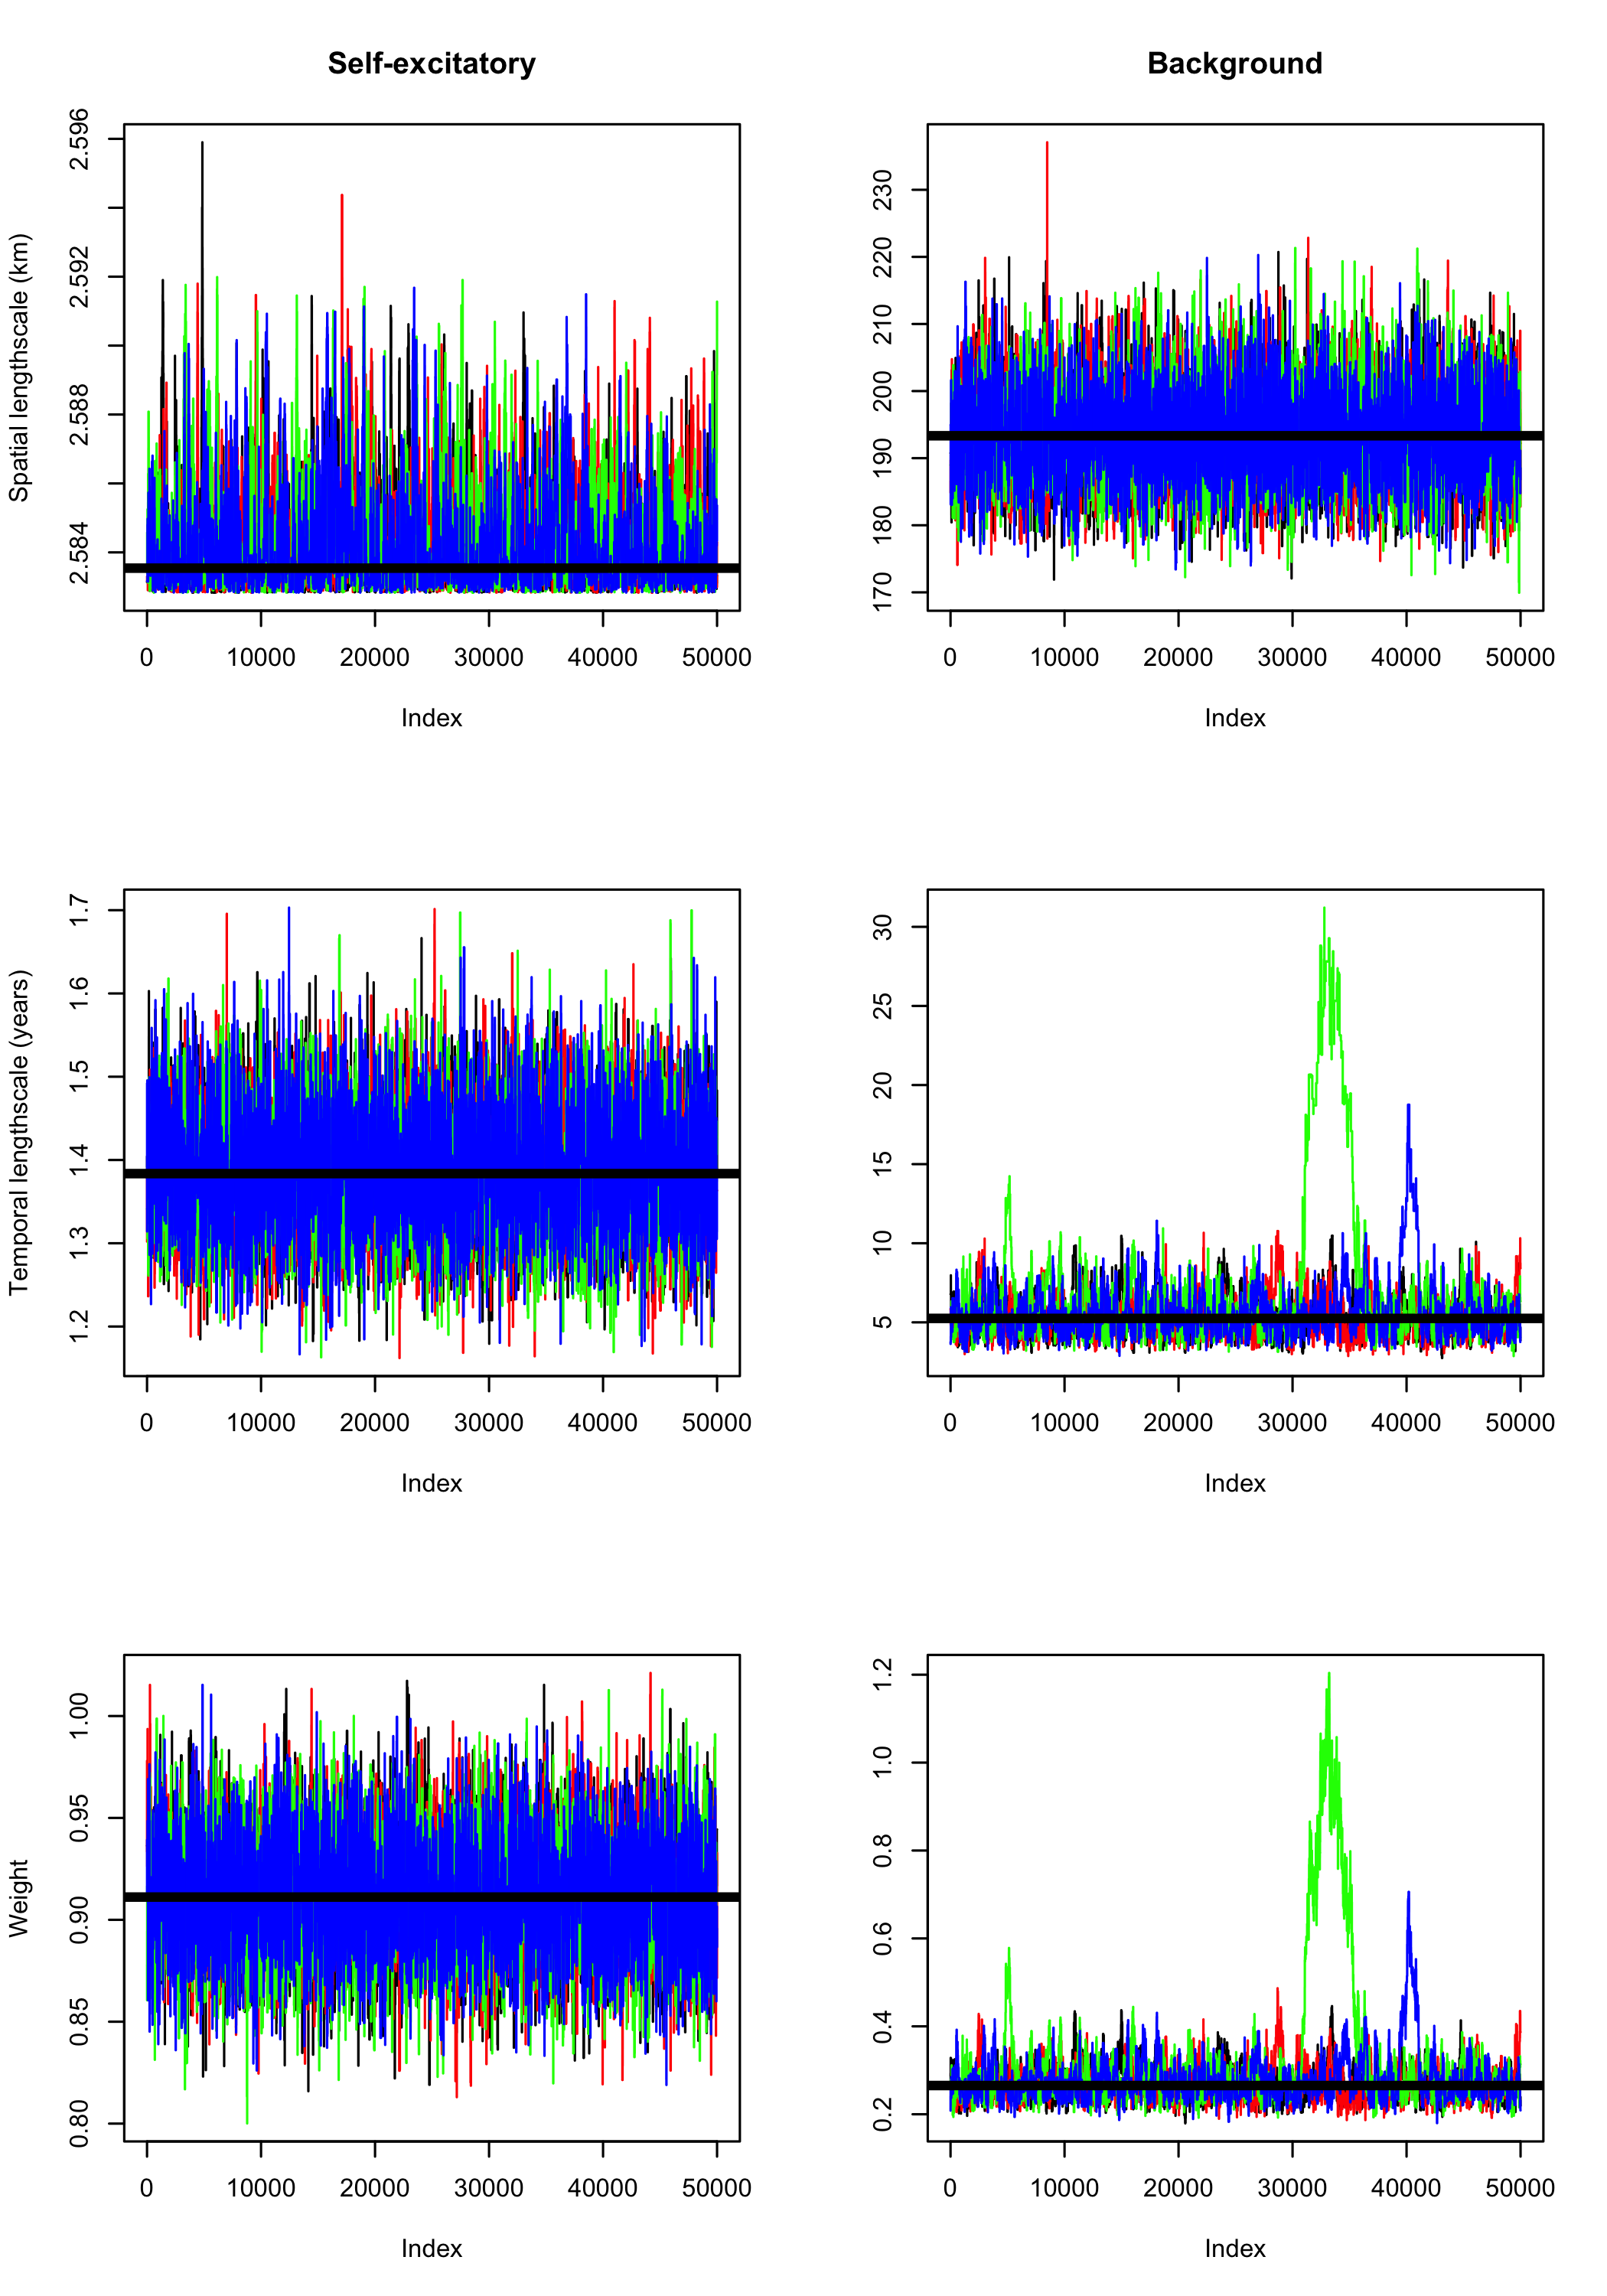 Self-excitatory
Background
Spatial lengthscale (km)
2.584 2.588 2.592 2.596
0 10000 20000 30000 40000 50000
Index
170 180 190 200 210 220 230
0 10000 20000 30000 40000 50000
Index
Temporal lengthscale (years)
1.2 1.3 1.4 1.5 1.6 1.7
0 10000 20000 30000 40000 50000
Index
5 10 15 20 25 30
0 10000 20000 30000 40000 50000
Index
Weight
0.80 0.85 0.90 0.95 1.00
0 10000 20000 30000 40000 50000
Index
0.2 0.4 0.6 0.8 1.0 1.2
0 10000 20000 30000 40000 50000
Index